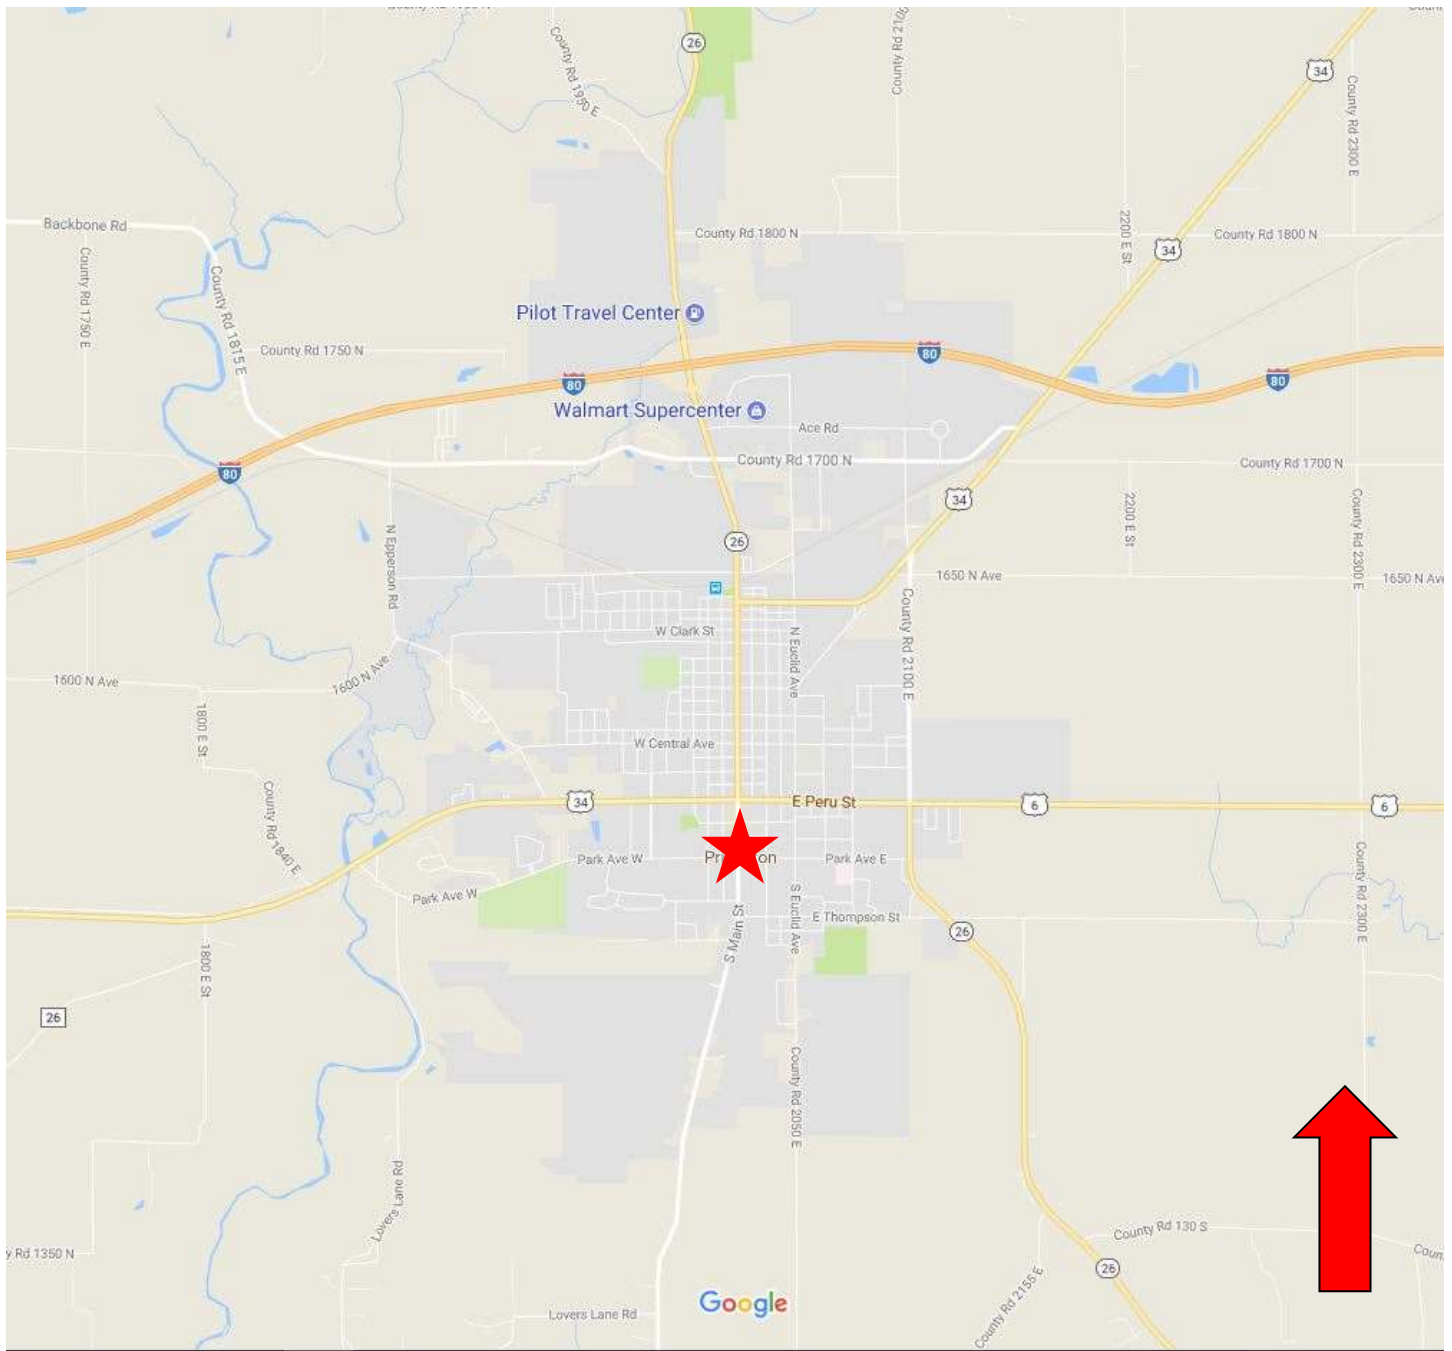 26
County Rd 2100
34
County Rd 1950 E
County Rd 2300 E
Backbone Rd
County Rd 1800 N
2200 E St
34
County Rd 1800 N
County Rd 1750 E
County Rd 1815 E
Pilot Travel Center
County Rd 1750 N
80
80
80
Walmart Supercenter
Ace Rd
County Rd 1700 N
County Rd 1700 N
80
34
2200 E St
County Rd 2300 E
26
N Epperson Rd
1650 N Ave
1650 N Ave
County Rd 2100 E
W Clark St
N Euclid Ave
1600 N Ave
1600 N Ave
1800 E St
W Central Ave
34
E Peru St
6
6
County Rd 1840 E
Park Ave W
Pr on
Park Ave E
County Rd 2300 E
Park Ave W
S Euclid Ave
E Thompson St
S Main St
26
1800 E St
26
County Rd 2050 E
Lovers Lane Rd
County Rd 130 S
y Rd 1350 N
Coun
26
County Rd 2155 E
Google
Lovers Lane Rd